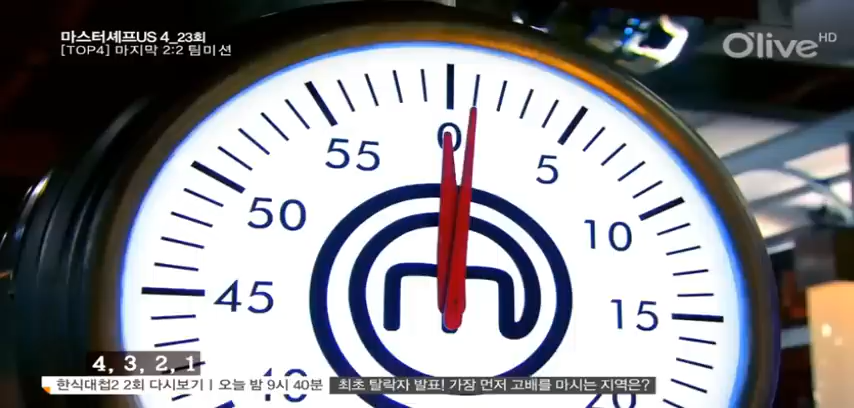 마스터셰프US 4_23회
[TOP4] 마지막 2:2 팀미션
Olive HD
0
55
5
50
10
45
15
40
20
4, 3, 2, 1
한식대첩2 2회 다시보기 | 오늘 밤 9시 40분 최초 탈락자 발표! 가장 먼저 고배를 마시는 지역은?